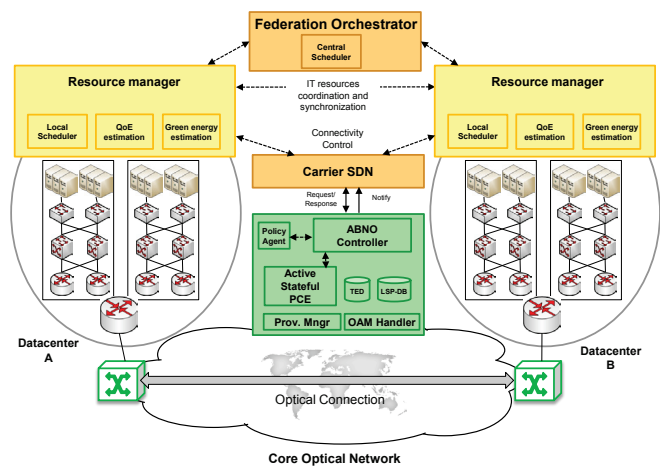 Federation Orchestrator
Central
Scheduler
Resource manager
Local
Scheduler
QoE
estimation
Green energy
estimation
IT resources
coordination and
synchronization
Resource manager
Local
Scheduler
QoE
estimation
Green energy
estimation
Connectivity
Control
Carrier SDN
Request/
Response
Notify
Policy
Agent
ABNO
Controller
Active
Stateful
PCE
TED
LSP-DB
Prov. Mngr
OAM Handler
Datacenter
A
Datacenter
B
Optical Connection
Core Optical Network